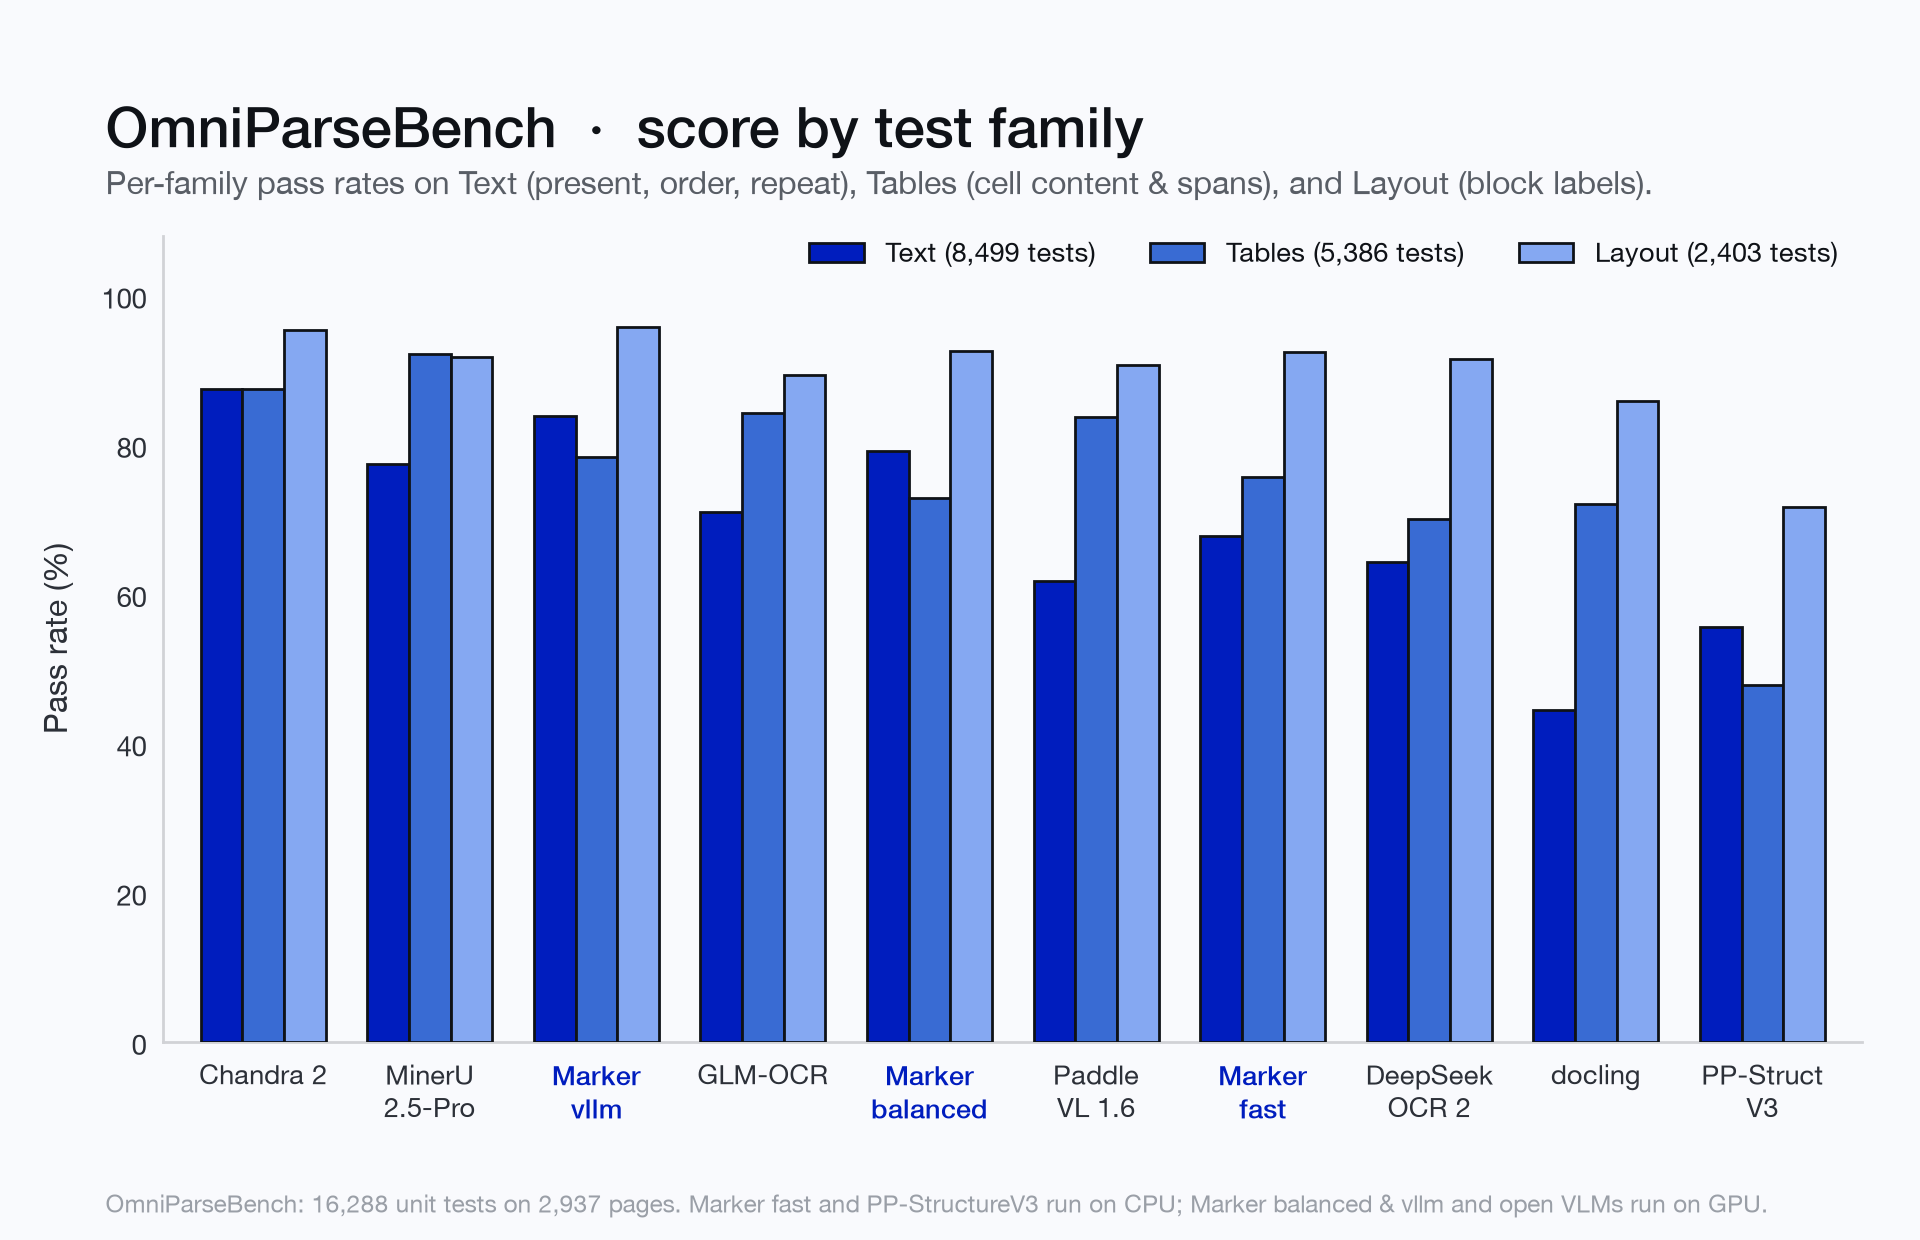 OmniParseBench · score by test family
Per-family pass rates on Text (present, order, repeat), Tables (cell content & spans), and Layout (block labels).
Text (8,499 tests)
Tables (5,386 tests)
Layout (2,403 tests)
Pass rate (%)
100
80
60
40
20
0
Chandra 2
MinerU
2.5-Pro
Marker
vllm
GLM-OCR
Marker
balanced
Paddle
VL 1.6
Marker
fast
DeepSeek
OCR 2
docling
PP-Struct
V3
OmniParseBench: 16,288 unit tests on 2,937 pages. Marker fast and PP-StructureV3 run on CPU; Marker balanced & vllm and open VLMs run on GPU.